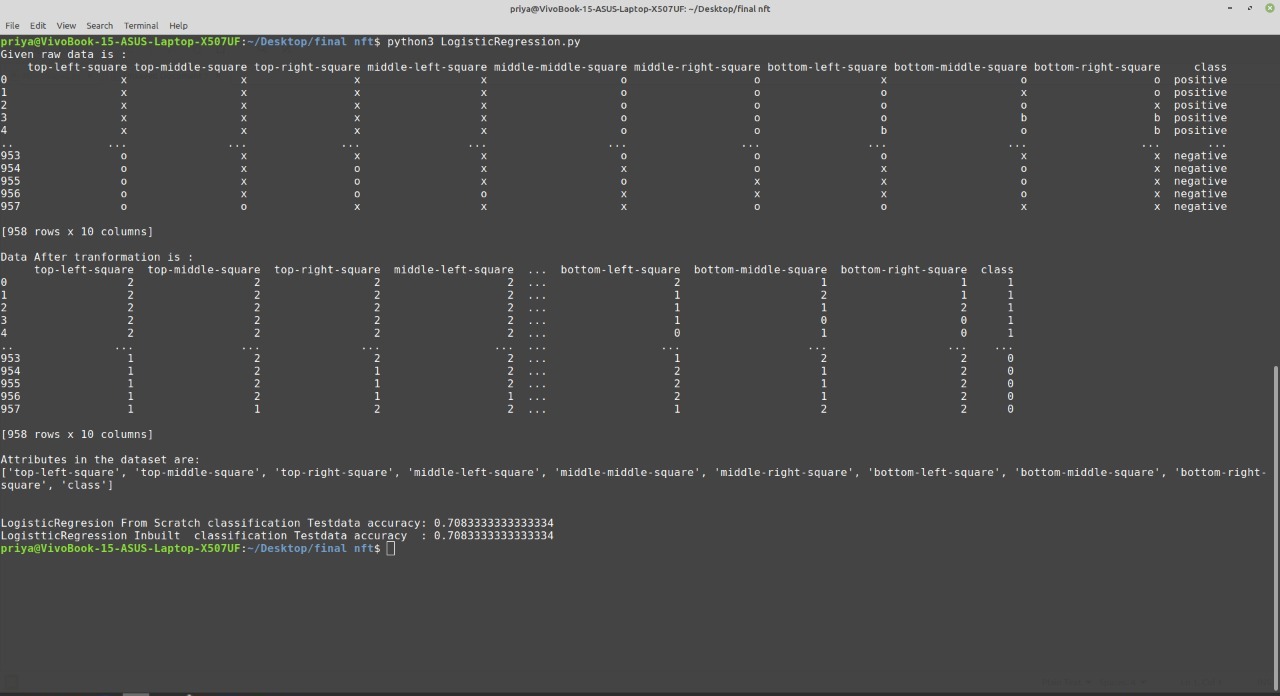 priya@VivoBook-15-ASUS-Laptop-X507UF: ~/Desktop/final nft
File Edit View Search Terminal Help
priya@VivoBook-15-ASUS-Laptop-X507UF:~/Desktop/final nft$ python3 LogisticRegression.py
Given raw data is :
top-left-square top-middle-square top-right-square middle-left-square middle-middle-square middle-right-square bottom-left-square bottom-middle-square bottom-right-square class
0 x x x x o o x o o positive
1 x x x x o o o x o positive
2 x x x x o o o o x positive
3 x x x x o o o b b positive
4 x x x x o o b o b positive
.. ... ... ... ... ... ... ... ... ... ...
953 o x x x o o o x x negative
954 o x o x x o x o x negative
955 o x o x o x x o x negative
956 o x o o x x x o x negative
957 o o x x x o o x x negative
[958 rows x 10 columns]
Data After tranformation is :
top-left-square top-middle-square top-right-square middle-left-square ... bottom-left-square bottom-middle-square bottom-right-square class
0 2 2 2 2 ... 2 1 1 1
1 2 2 2 2 ... 1 2 1 1
2 2 2 2 2 ... 1 1 2 1
3 2 2 2 2 ... 1 0 0 1
4 2 2 2 2 ... 0 1 0 1
.. ... ... ... ... ... ... ... ... ...
953 1 2 2 2 ... 1 2 2 0
954 1 2 1 2 ... 2 1 2 0
955 1 2 1 2 ... 2 1 2 0
956 1 2 1 1 ... 2 1 2 0
957 1 1 2 2 ... 1 2 2 0
[958 rows x 10 columns]
Attributes in the dataset are:
['top-left-square', 'top-middle-square', 'top-right-square', 'middle-left-square', 'middle-middle-square', 'middle-right-square', 'bottom-left-square', 'bottom-middle-square', 'bottom-right-
square', 'class']
LogisticRegresion From Scratch classification Testdata accuracy: 0.7083333333333334
LogistticRegression Inbuilt  classification Testdata accuracy  : 0.7083333333333334
priya@VivoBook-15-ASUS-Laptop-X507UF:~/Desktop/final nft$